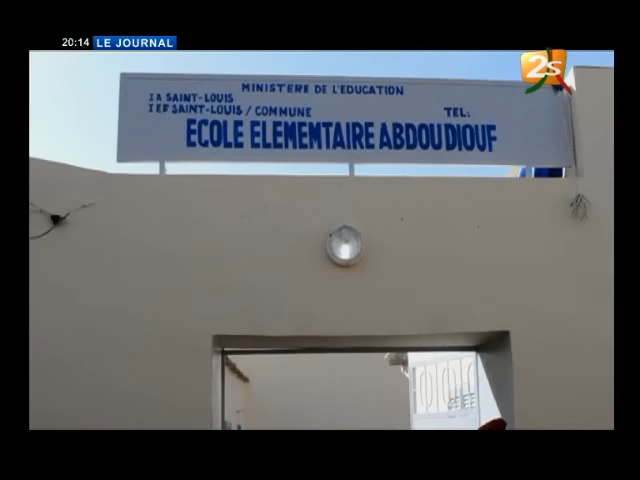 20:14 LE JOURNAL
2s
MINISTERE DE L'EDUCATION
IA SAINT-LOUIS
IEF SAINT-LOUIS / COMMUNE TEL:
ECOLE ELEMENTAIRE ABDOU DIOUF